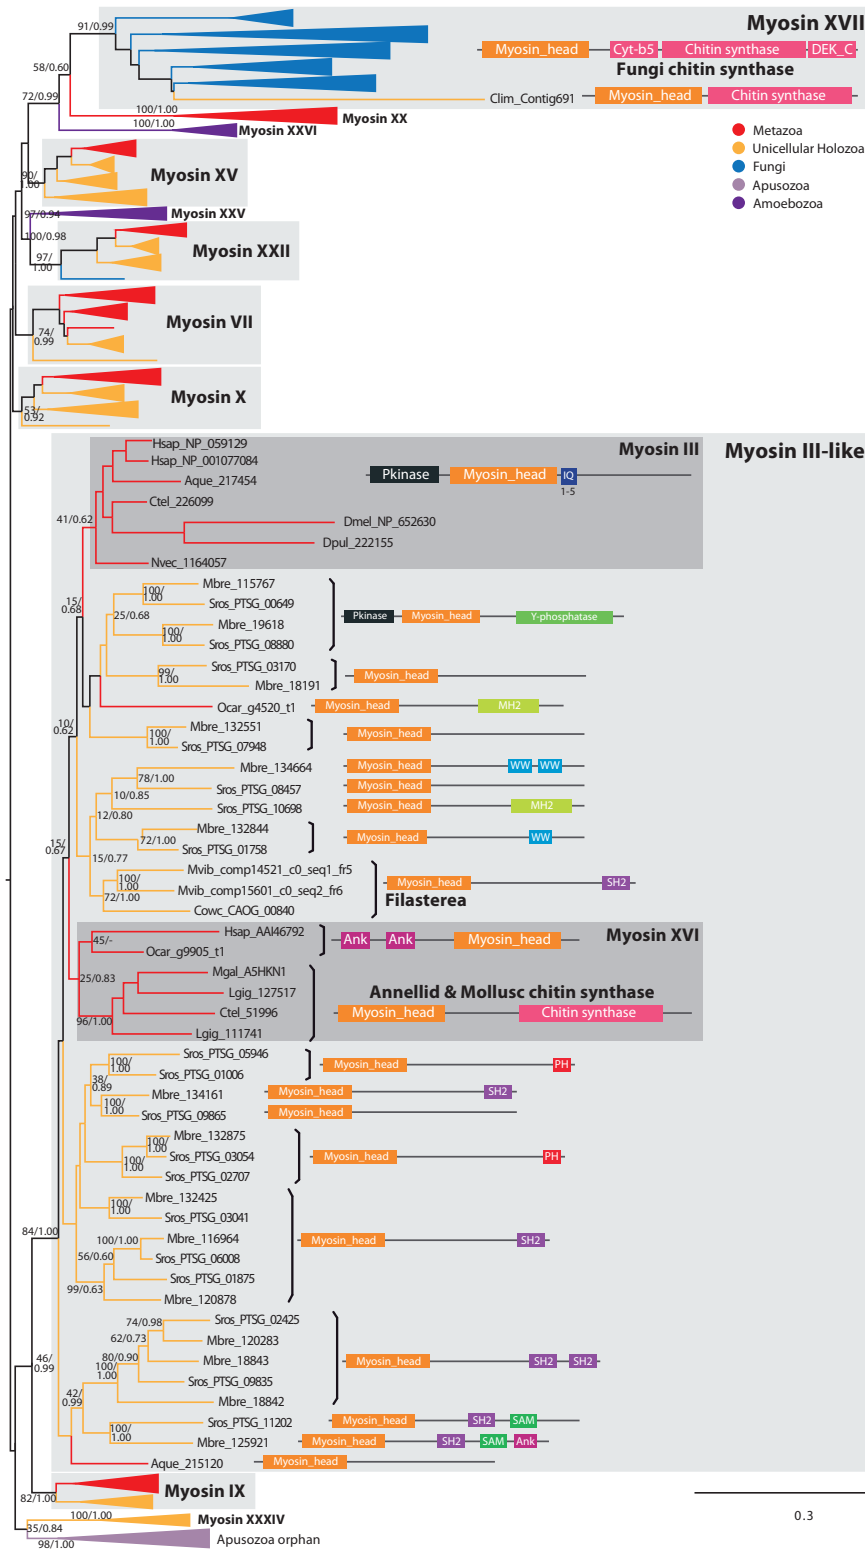 91/0.99
Myosin XVII
Myosin_head
Cyt-b5
Chitin synthase
DEK_C
58/0.60
Fungi chitin synthase
72/0.99
Clim_Contig691
Myosin_head
Chitin synthase
100/1.00
Myosin XX
100/1.00
Myosin XXVI
Metazoa
Unicellular Holozoa
Fungi
Apusozoa
Amoebozoa
90/
1.00
Myosin XV
97/0.94
Myosin XXV
100/0.98
Myosin XXII
97/
1.00
Myosin VII
74/
0.99
Myosin X
53/
0.92
Myosin III-like
Myosin III
Hsap_NP_059129
Hsap_NP_001077084
Aque_217454
Pkinase
Myosin_head
IQ
1-5
Ctel_226099
41/0.62
Dmel_NP_652630
Dpul_222155
Nvec_1164057
15/
0.68
Mbre_115767
100/
1.00
Sros_PTSG_00649
25/0.68
Pkinase
Myosin_head
Y-phosphatase
Mbre_19618
100/
1.00
Sros_PTSG_08880
Sros_PTSG_03170
99/
1.00
Mbre_18191
Myosin_head
Ocar_g4520_t1
Myosin_head
MH2
10/
0.62
Mbre_132551
100/
1.00
Sros_PTSG_07948
Myosin_head
Mbre_134664
Myosin_head
WW
WW
78/1.00
Sros_PTSG_08457
Myosin_head
10/0.85
Sros_PTSG_10698
Myosin_head
MH2
12/0.80
Mbre_132844
72/1.00
Sros_PTSG_01758
Myosin_head
WW
15/
0.67
15/0.77
Mvib_comp14521_c0_seq1_fr5
100/
1.00
Mvib_comp15601_c0_seq2_fr6
72/1.00
Cowc_CAOG_00840
Myosin_head
SH2
Filasterea
Myosin XVI
Hsap_AAI46792
45/-
Ocar_g9905_t1
Ank
Ank
Myosin_head
25/0.83
Mgal_A5HKN1
Lgig_127517
Ctel_51996
96/1.00
Lgig_111741
Annellid & Mollusc chitin synthase
Myosin_head
Chitin synthase
Sros_PTSG_05946
100/
1.00
Sros_PTSG_01006
Myosin_head
PH
38/
0.89
Mbre_134161
Myosin_head
SH2
100/
1.00
Sros_PTSG_09865
Myosin_head
Mbre_132875
100/
1.00
Sros_PTSG_03054
100/
1.00
Sros_PTSG_02707
Myosin_head
PH
Mbre_132425
100/
1.00
Sros_PTSG_03041
84/1.00
Mbre_116964
100/1.00
Sros_PTSG_06008
56/0.60
Sros_PTSG_01875
99/0.63
Mbre_120878
Myosin_head
SH2
Sros_PTSG_02425
74/0.98
Mbre_120283
62/0.73
Mbre_18843
80/0.90
100/
1.00
Sros_PTSG_09835
Mbre_18842
Myosin_head
SH2
SH2
46/
0.99
42/
0.99
Sros_PTSG_11202
Myosin_head
SH2
SAM
100/
1.00
Mbre_125921
Myosin_head
SH2
SAM
Ank
Aque_215120
Myosin_head
Myosin IX
82/1.00
0.3
100/1.00
Myosin XXXIV
35/0.84
Apusozoa orphan
98/1.00